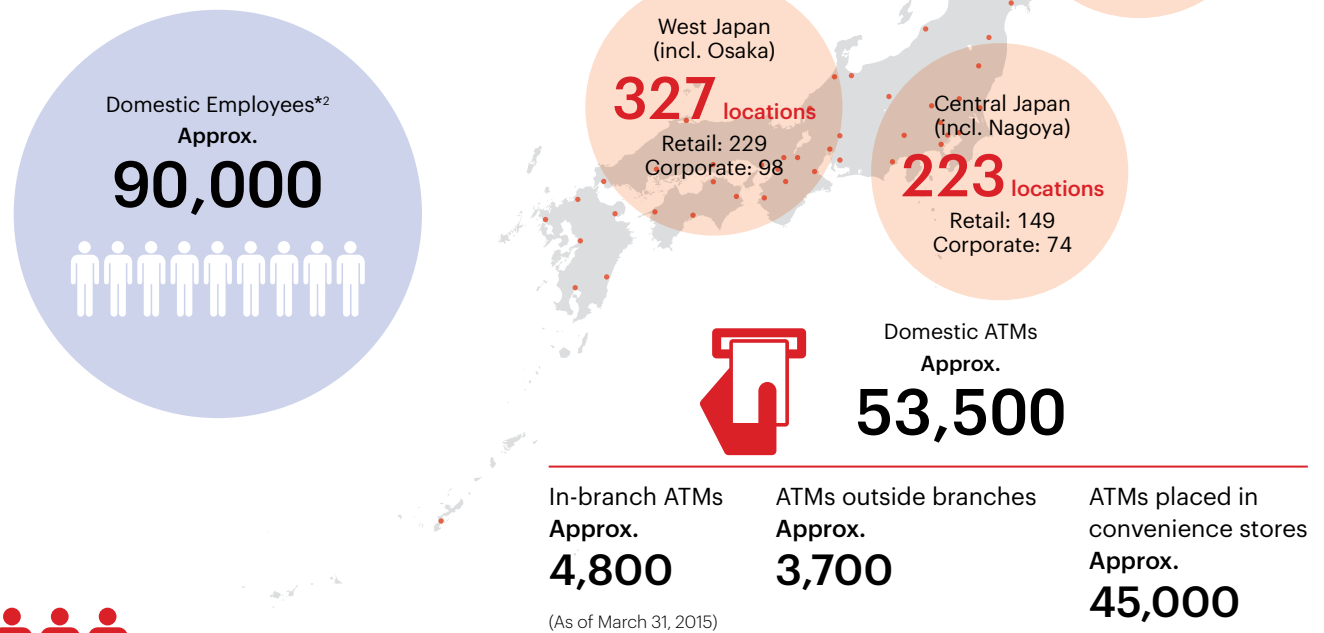 Domestic Employees*2
Approx.
90,000
West Japan
(incl. Osaka)
327 locations
Retail: 229
Corporate: 98
Central Japan
(incl. Nagoya)
223 locations
Retail: 149
Corporate: 74
Domestic ATMs
Approx.
53,500
In-branch ATMs
Approx.
4,800
ATMs outside branches
Approx.
3,700
ATMs placed in
convenience stores
Approx.
45,000
(As of March 31, 2015)